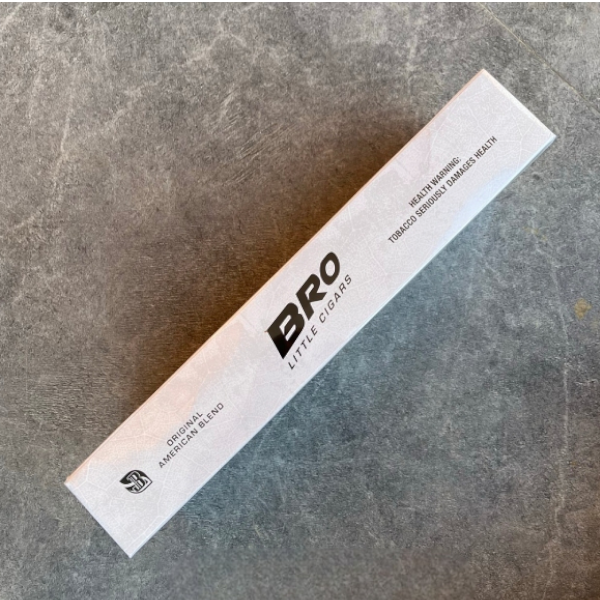 HEALTH WARNING:
TOBACCO SERIOUSLY DAMAGES HEALTH
BRO
LITTLE CIGARS
ORIGINAL
AMERICAN BLEND
B